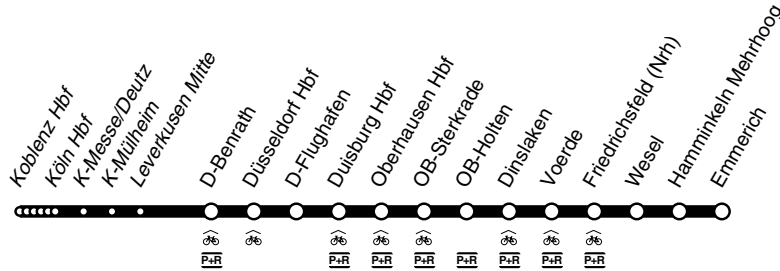 Koblenz Hbf
Köln Hbf
K-Messe/Deutz
K-Mülheim
Leverkusen Mitte
D-Benrath
Düsseldorf Hbf
D-Flughafen
Duisburg Hbf
Oberhausen Hbf
OB-Sterkrade
OB-Holten
Dinslaken
Voerde
Friedrichsfeld (Nrh)
Wesel
Hamminkeln Mehrhoog
Emmerich
P+R P+R P+R P+R P+R P+R P+R P+R